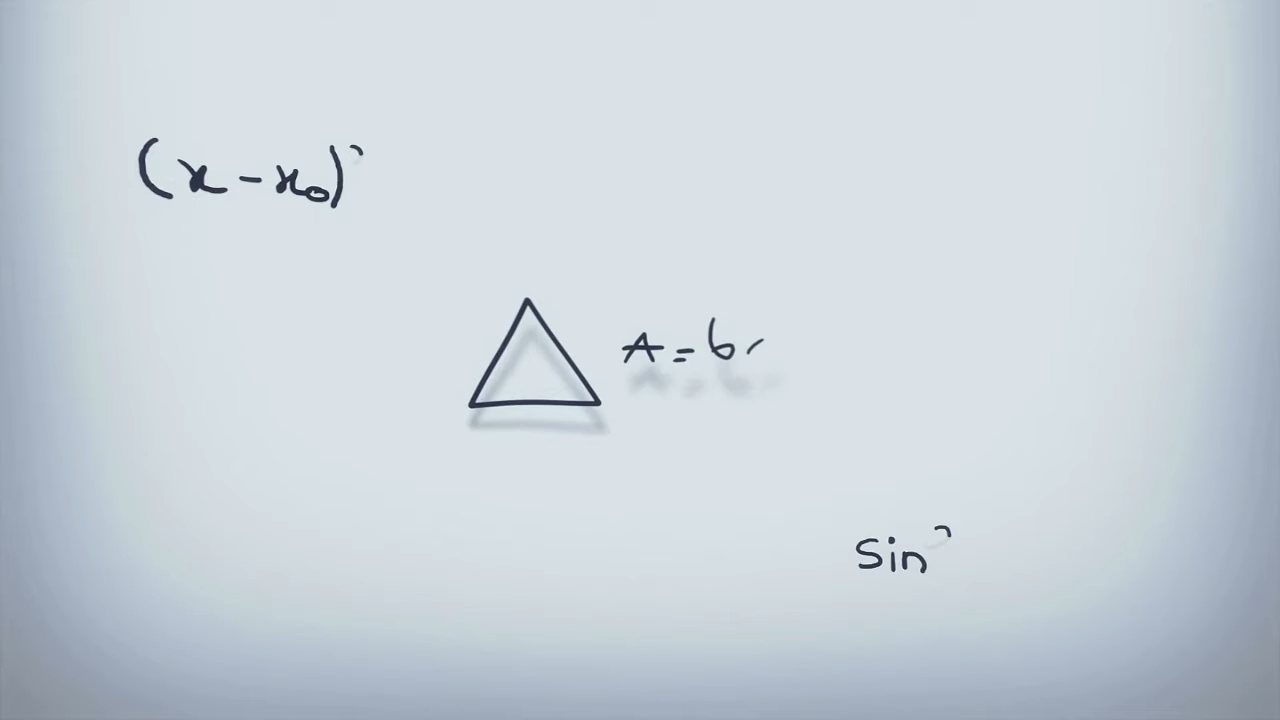 (x-x₀)
A = b
sin